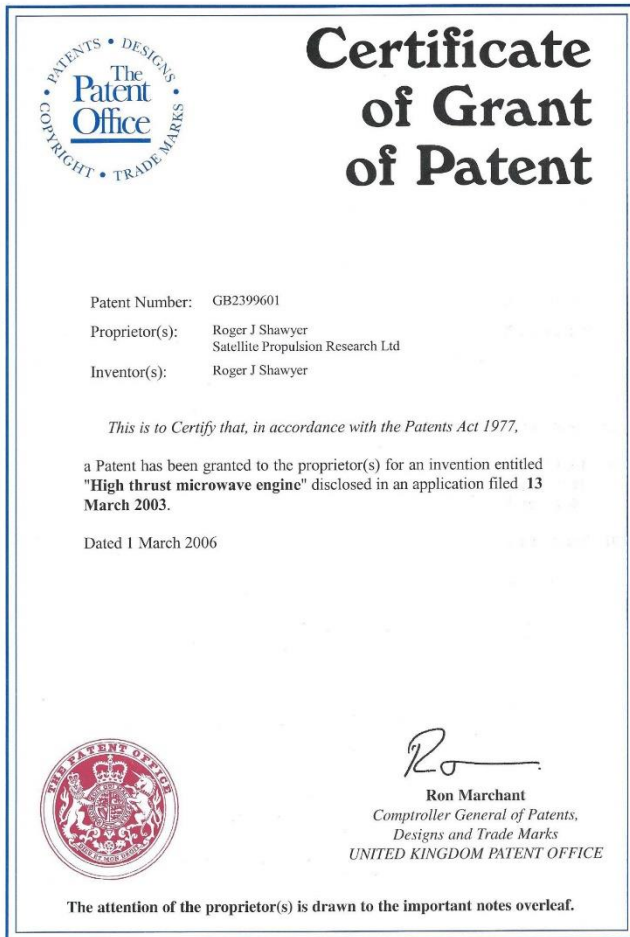 PATENTS • DESIGNS • COPYRIGHT • TRADE MARKS •
The
Patent
Office
Certificate
of Grant
of Patent
Patent Number: GB2399601
Proprietor(s): Roger J Shawyer
Satellite Propulsion Research Ltd
Inventor(s): Roger J Shawyer
This is to Certify that, in accordance with the Patents Act 1977,
a Patent has been granted to the proprietor(s) for an invention entitled
"High thrust microwave engine" disclosed in an application filed 13
March 2003.
Dated 1 March 2006
THE PATENT OFFICE
DIEU ET MON DROIT
Ron Marchant
Comptroller General of Patents,
Designs and Trade Marks
UNITED KINGDOM PATENT OFFICE
The attention of the proprietor(s) is drawn to the important notes overleaf.